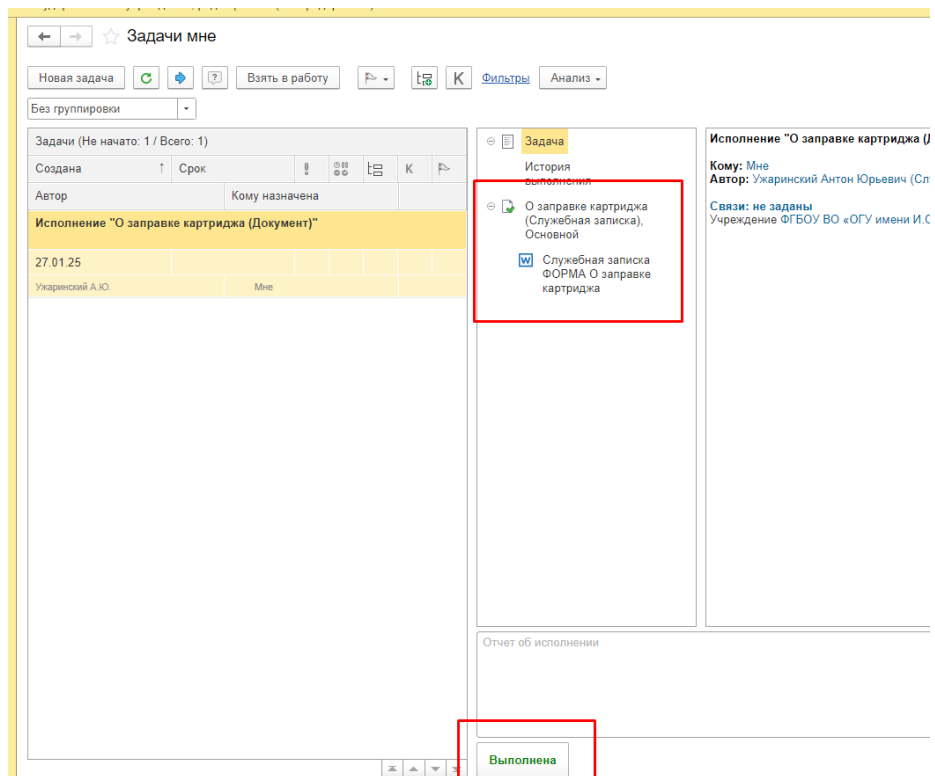 Задачи мне
Новая задача
Взять в работу
К
Фильтры
Анализ
Без группировки
Задачи (Не начато: 1 / Всего: 1)
Создана ↑ Срок К
Автор Кому назначена
Исполнение "О заправке картриджа (Документ)"
27.01.25
Ужаринский А.Ю. Мне
Задача
История
выполнения
О заправке картриджа
(Служебная записка),
Основной
Служебная записка
ФОРМА О заправке
картриджа
Исполнение "О заправке картриджа
Кому: Мне
Автор: Ужаринский Антон Юрьевич
Связи: не заданы
Учреждение ФГБОУ ВО «ОГУ имени
Отчет об исполнении
Выполнена